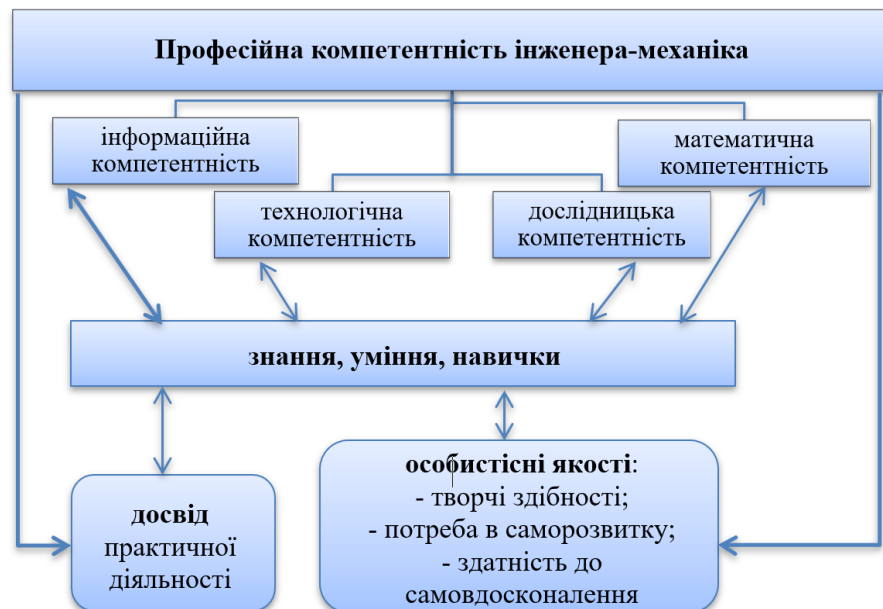 Професійна компетентність інженера-механіка
інформаційна
компетентність
математична
компетентність
технологічна
компетентність
дослідницька
компетентність
знання, уміння, навички
досвід
практичної
діяльності
особистісні якості:
- творчі здібності;
- потреба в саморозвитку;
- здатність до
самовдосконалення